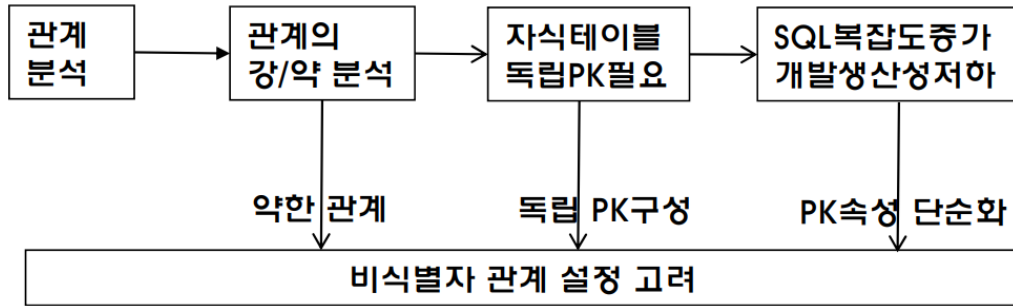 관계
분석
관계의
강/약 분석
자식테이블
독립PK필요
SQL복잡도증가
개발생산성저하
약한 관계
독립 PK구성
PK속성 단순화
비식별자 관계 설정 고려